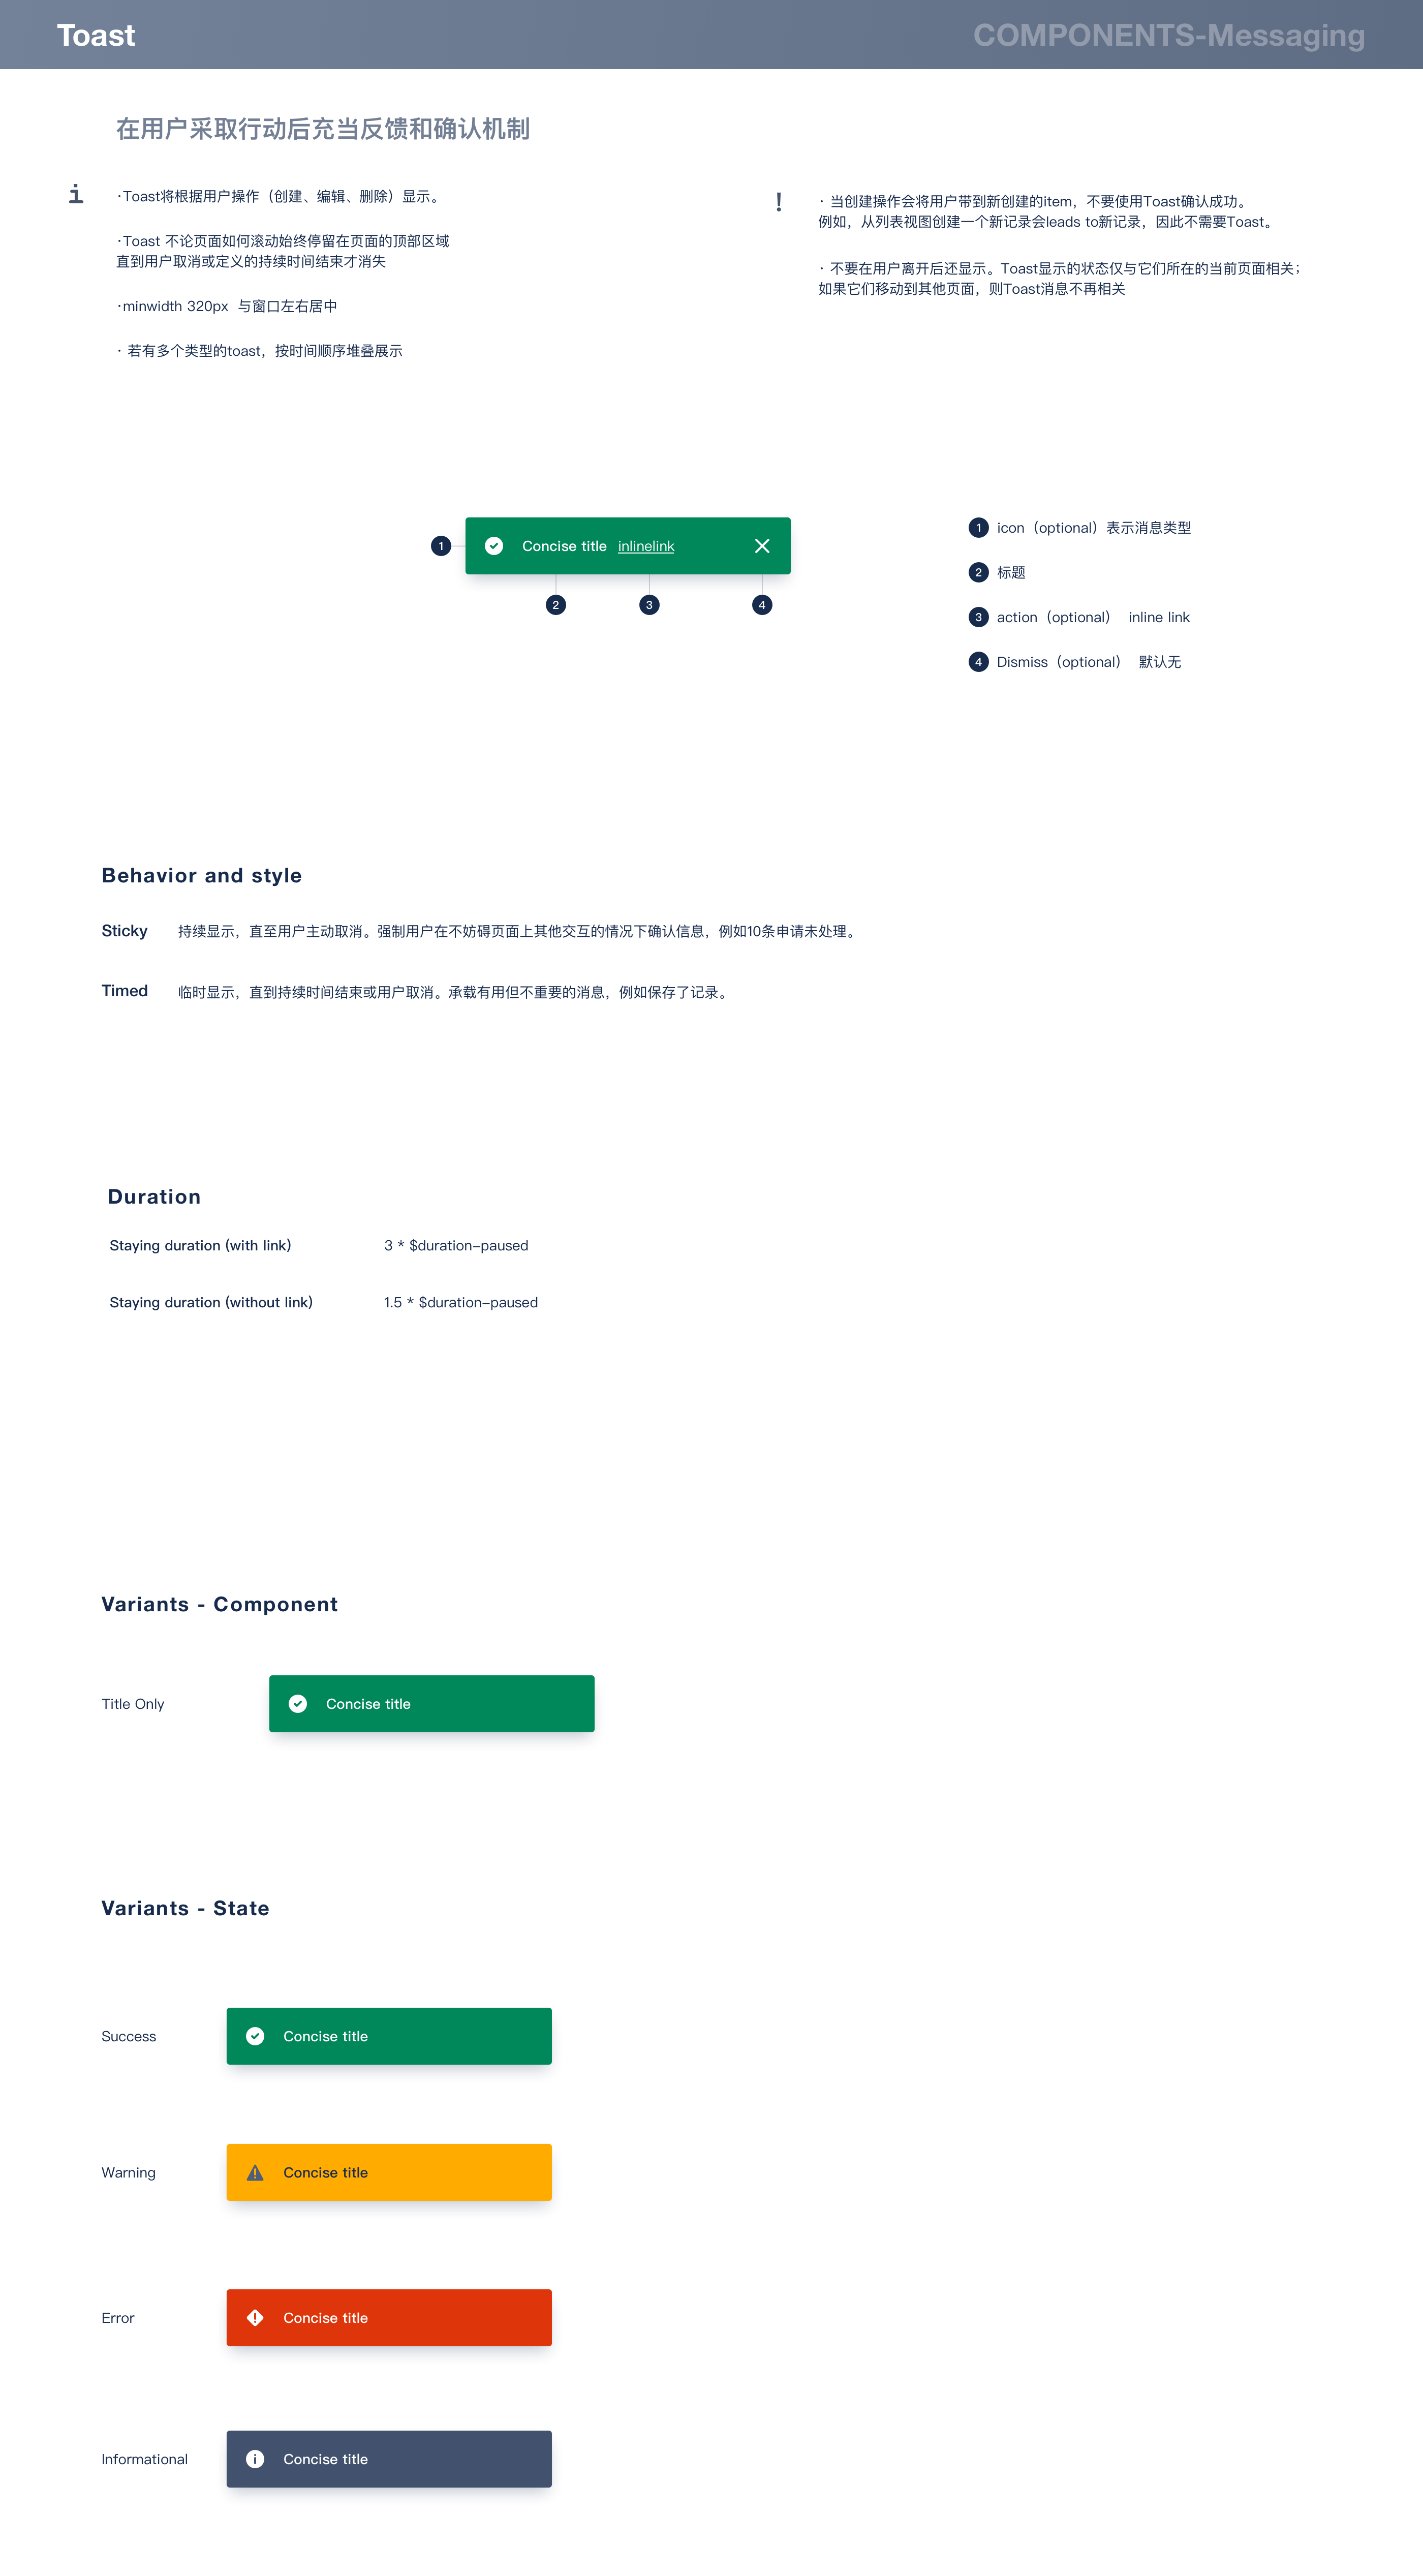 Toast
COMPONENTS-Messaging
在用户采取行动后充当反馈和确认机制
i
·Toast将根据用户操作（创建、编辑、删除）显示。
·Toast 不论页面如何滚动始终停留在页面的顶部区域
直到用户取消或定义的持续时间结束才消失
·minwidth 320px 与窗口左右居中
· 若有多个类型的toast，按时间顺序堆叠展示
!
· 当创建操作会将用户带到新创建的item，不要使用Toast确认成功。
例如，从列表视图创建一个新记录会leads to新记录，因此不需要Toast。
· 不要在用户离开后还显示。Toast显示的状态仅与它们所在的当前页面相关；
如果它们移动到其他页面，则Toast消息不再相关
1
Concise title inlinelink
2 3 4
1 icon（optional）表示消息类型
2 标题
3 action（optional） inline link
4 Dismiss（optional） 默认无
Behavior and style
Sticky 持续显示，直至用户主动取消。强制用户在不妨碍页面上其他交互的情况下确认信息，例如10条申请未处理。
Timed 临时显示，直到持续时间结束或用户取消。承载有用但不重要的消息，例如保存了记录。
Duration
Staying duration (with link) 3 * $duration-paused
Staying duration (without link) 1.5 * $duration-paused
Variants - Component
Title Only Concise title
Variants - State
Success Concise title
Warning Concise title
Error Concise title
Informational Concise title